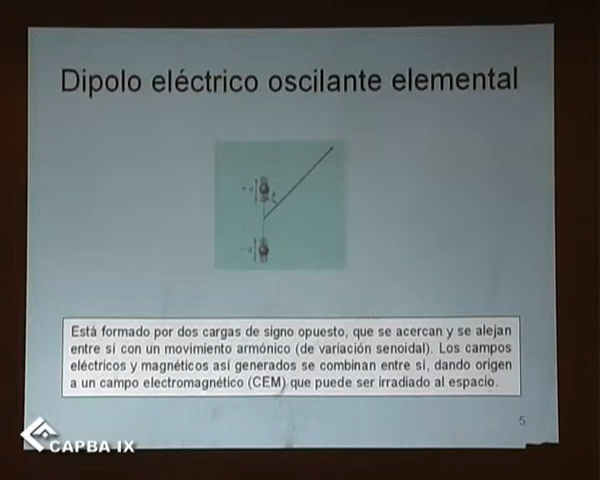 Dipolo eléctrico oscilante elemental
Está formado por dos cargas de signo opuesto, que se acercan y se alejan
entre sí con un movimiento armónico (de variación senoidal). Los campos
eléctricos y magnéticos así generados se combinan entre sí, dando origen
a un campo electromagnético (CEM) que puede ser irradiado al espacio.
5
CAPBA IX